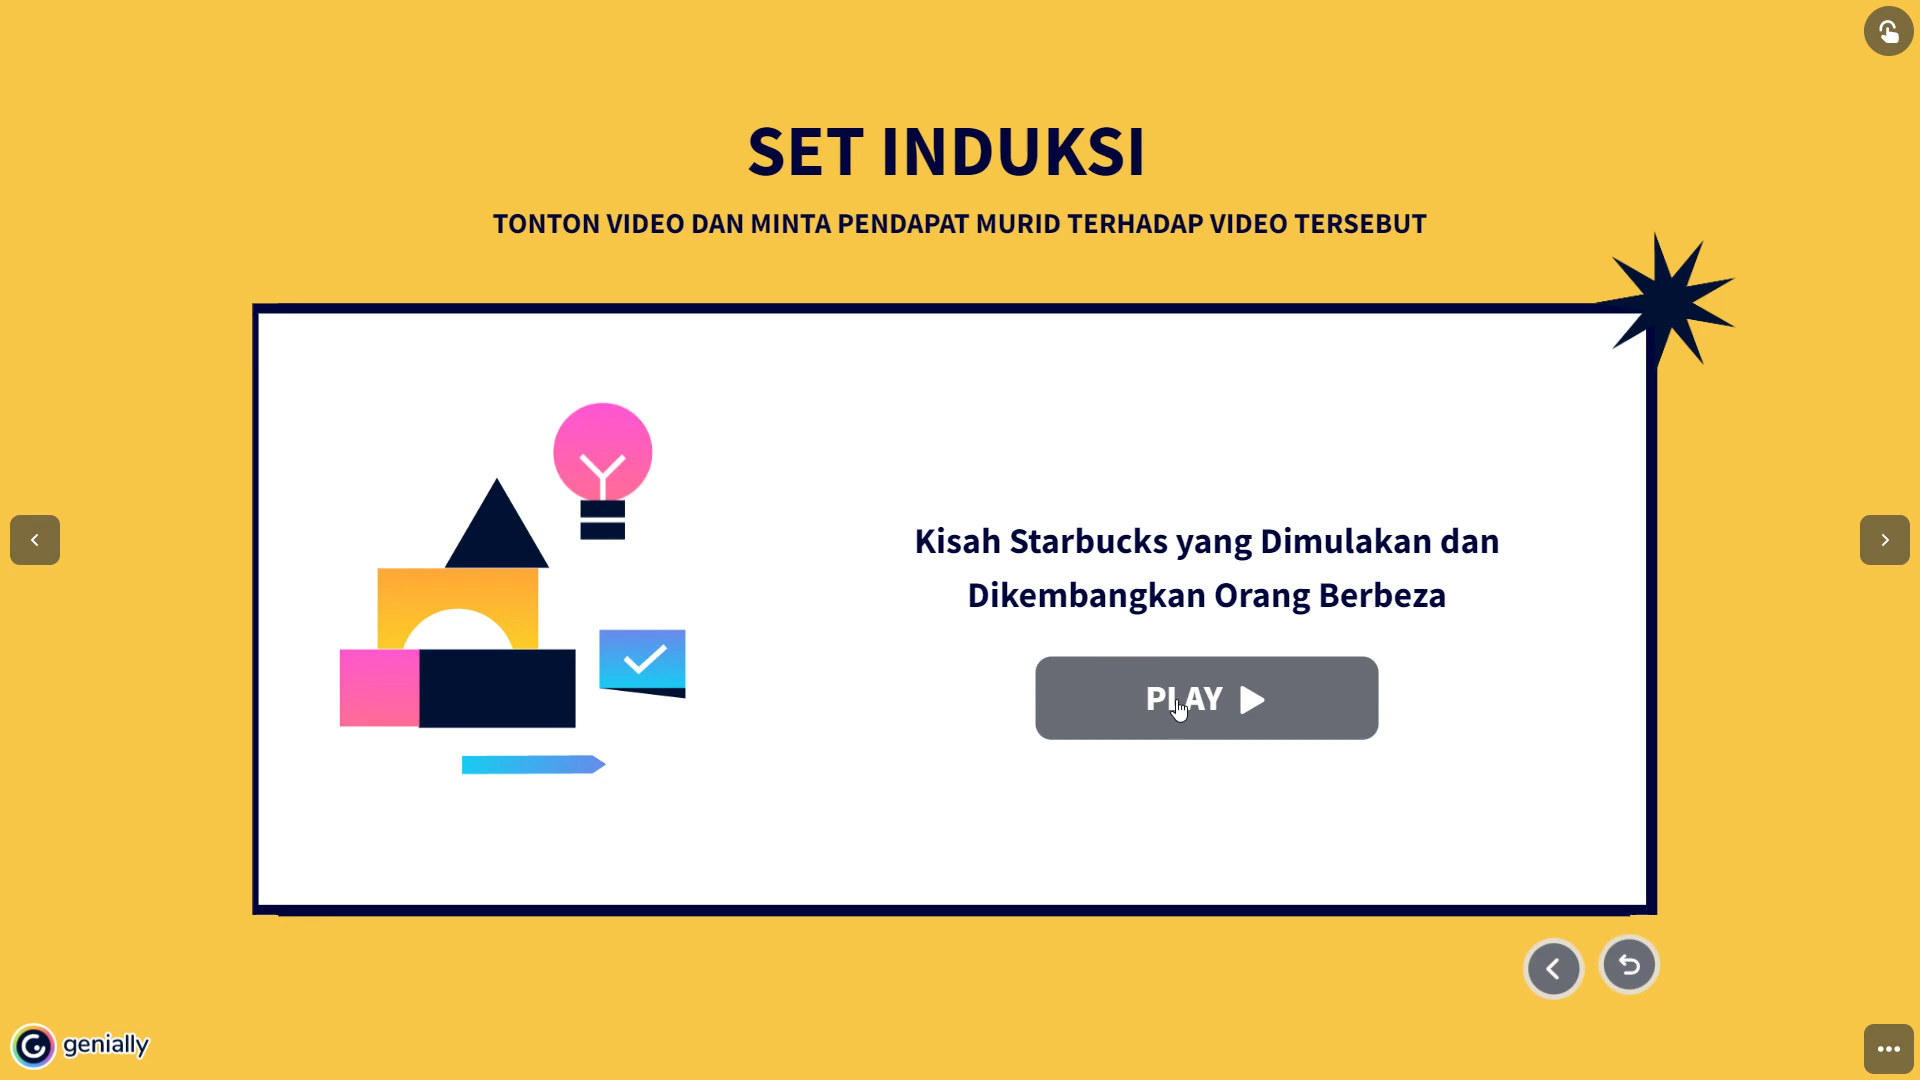 SET INDUKSI
TONTON VIDEO DAN MINTA PENDAPAT MURID TERHADAP VIDEO TERSEBUT
Kisah Starbucks yang Dimulakan dan
Dikembangkan Orang Berbeza
PLAY
genially